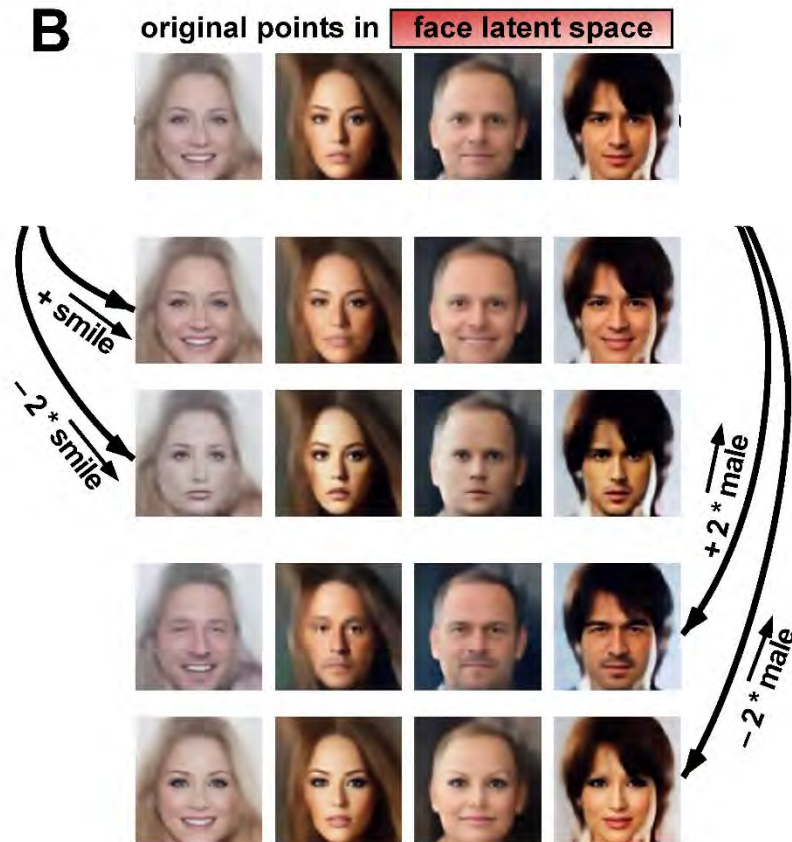 B
original points in face latent space
+ smile
– 2 * smile
+ 2 * male
– 2 * male